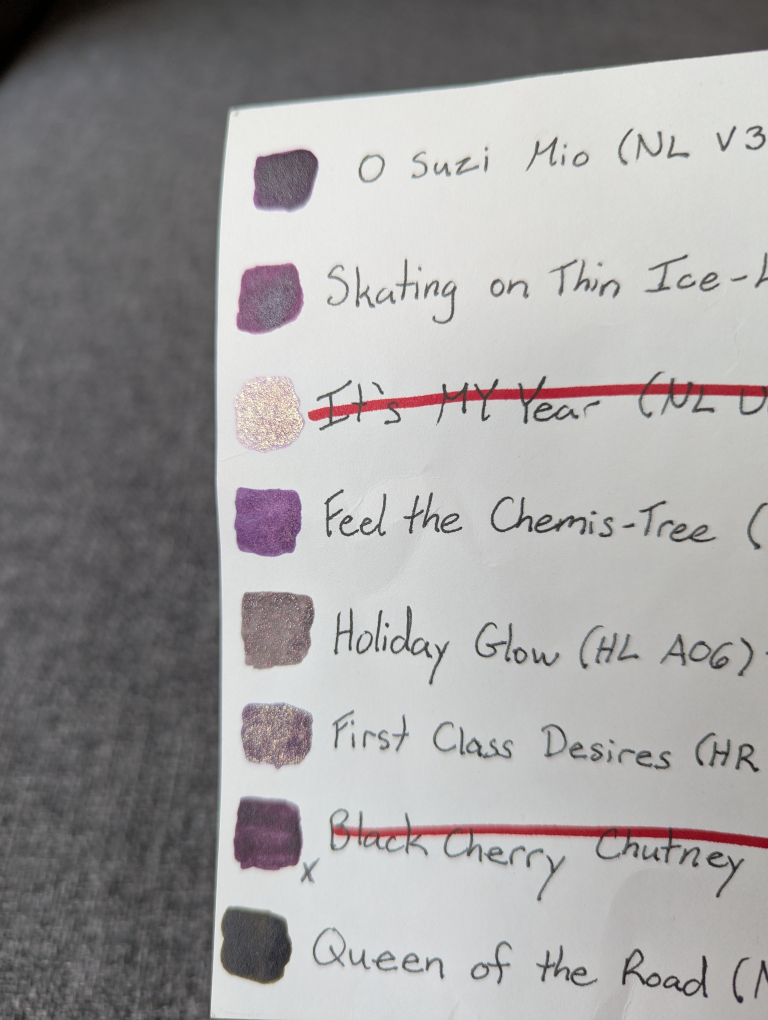 O Suzi Mio (NL V3
Skating on Thin Ice-
It's MY Year (NL U
Feel the Chemis-Tree (
Holiday Glow (HL A06)
First Class Desires (HR
Black Cherry Chutney
x
Queen of the Road (N